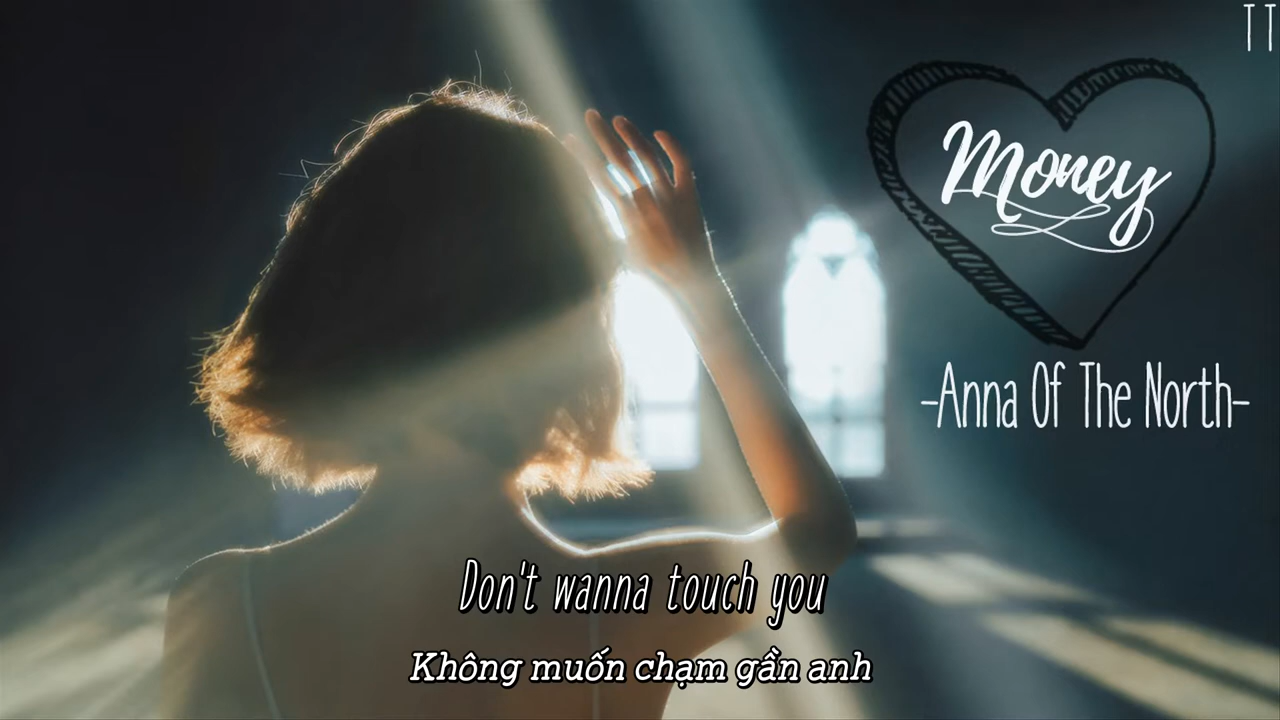 TT
Money
-Anna Of The North-
Don't wanna touch you
Không muốn chạm gần anh